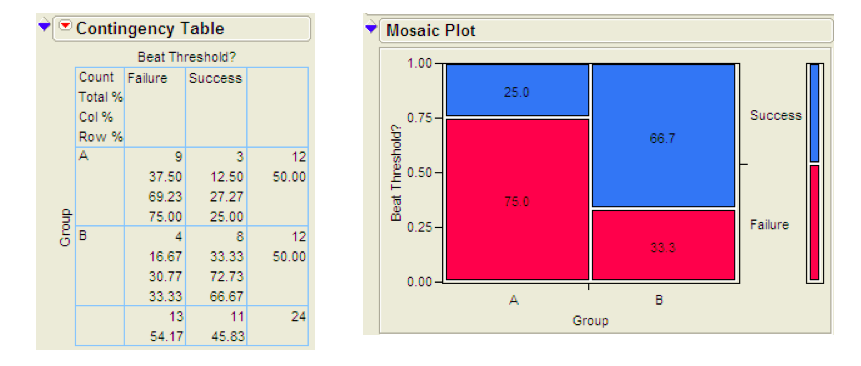 Contingency Table
Beat Threshold?
Count Failure Success
Total %
Col %
Row %
Group
A 9 3 12
37.50 12.50 50.00
69.23 27.27
75.00 25.00
B 4 8 12
16.67 33.33 50.00
30.77 72.73
33.33 66.67
13 11 24
54.17 45.83
Mosaic Plot
Beat Threshold?
1.00
0.75
0.50
0.25
0.00
25.0
75.0
66.7
33.3
Success
Failure
A B
Group